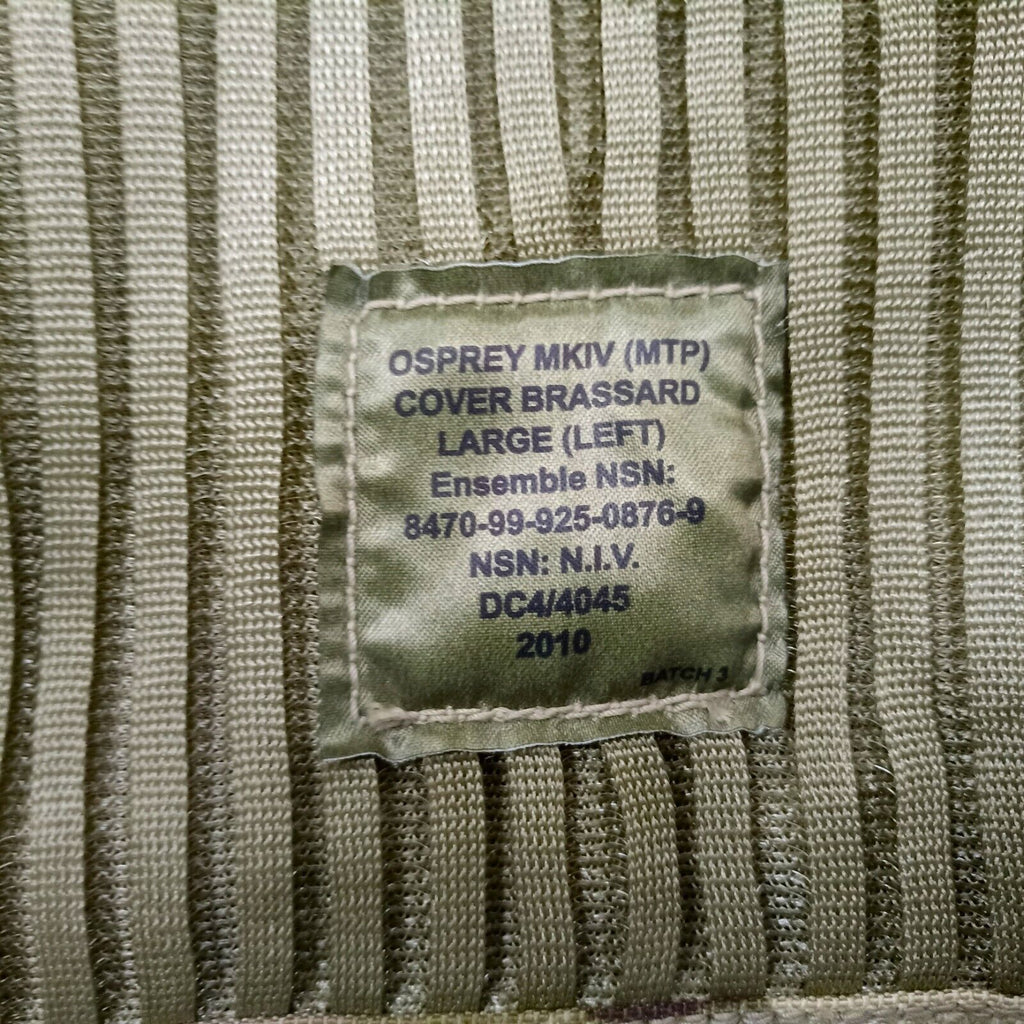 OSPREY MKIV (MTP)
COVER BRASSARD
LARGE (LEFT)
Ensemble NSN:
8470-99-925-0876-9
NSN: N.I.V.
DC4/4045
2010
BATCH 3